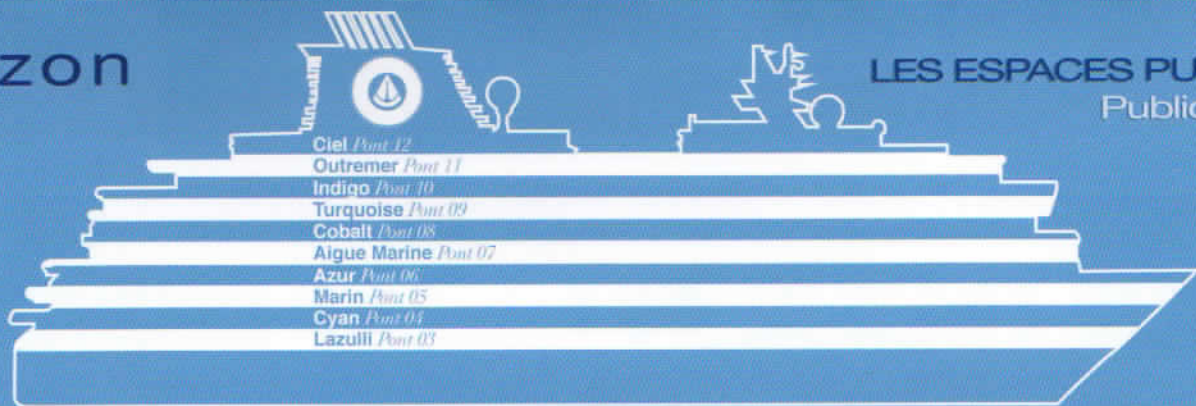 zon
LES ESPACES PU
Public
Ciel Pont 12
Outremer Pont 11
Indigo Pont 10
Turquoise Pont 09
Cobalt Pont 08
Aigue Marine Pont 07
Azur Pont 06
Marin Pont 05
Cyan Pont 04
Lazulli Pont 03